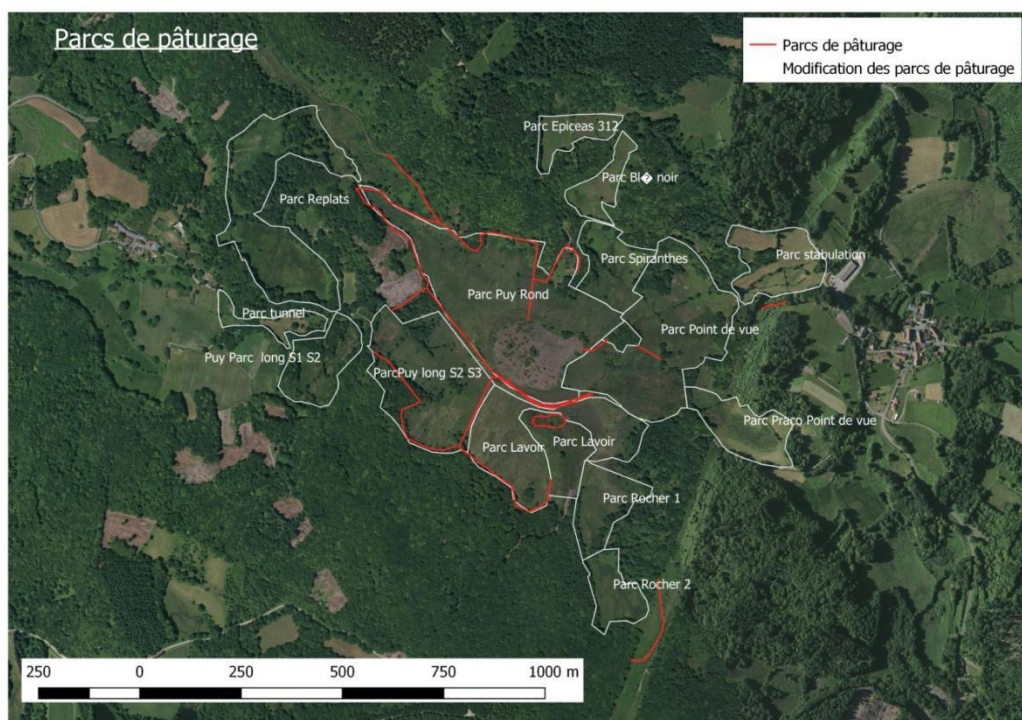 Parcs de pâturage
Parcs de pâturage
Modification des parcs de pâturage
Parc Epiceas 312
Parc Bl� noir
Parc Replats
Parc Spiranthes
Parc stabulation
Parc Puy Rond
Parc tunnel
Parc Point de vue
Puy Parc long S1 S2
ParcPuy long S2 S3
Parc Praco Point de vue
Parc Lavoir
Parc Lavoir
Parc Rocher 1
Parc Rocher 2
250 0 250 500 750 1000 m